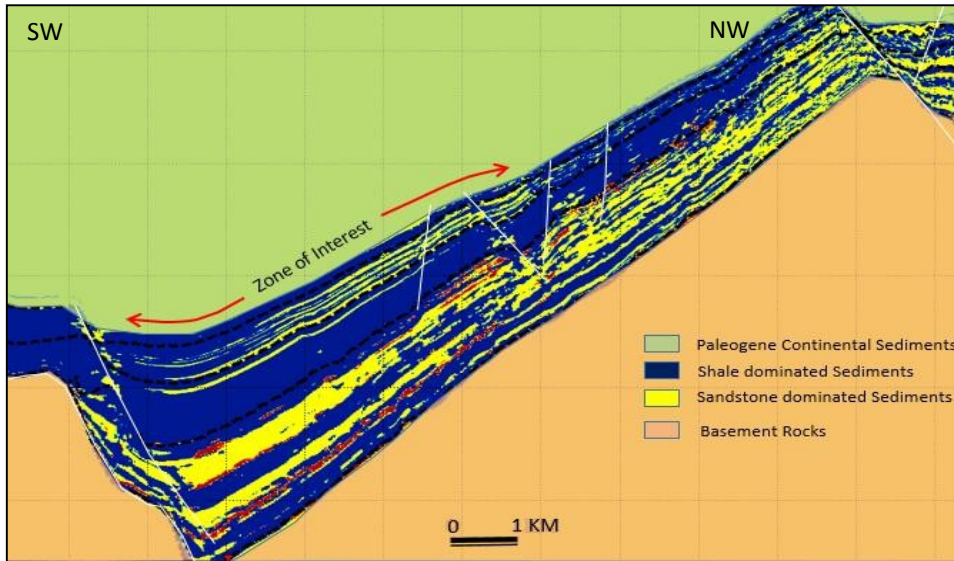 SW
NW
Zone of Interest
Paleogene Continental Sediments
Shale dominated Sediments
Sandstone dominated Sediments
Basement Rocks
0 1 KM